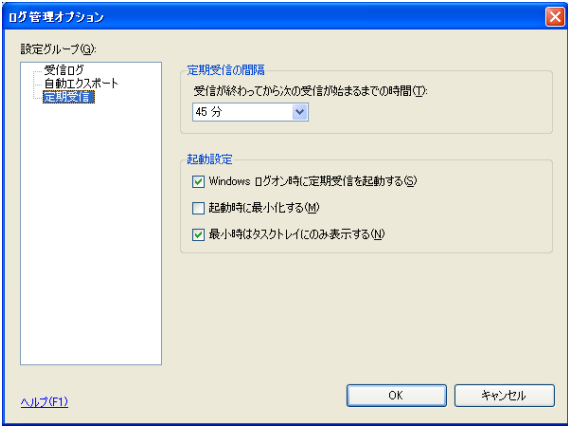 ログ管理オプション
設定グループ(G):
受信ログ
自動エクスポート
定期受信
定期受信の間隔
受信が終わってから次の受信が始まるまでの時間(T):
45 分
起動設定
Windows ログオン時に定期受信を起動する(S)
起動時に最小化する(M)
最小時はタスクトレイにのみ表示する(N)
ヘルプ(F1)
OK
キャンセル